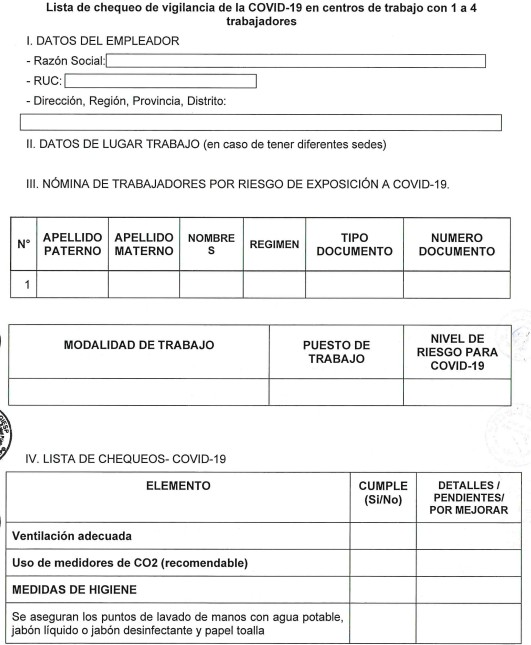 Lista de chequeo de vigilancia de la COVID-19 en centros de trabajo con 1 a 4
trabajadores
I. DATOS DEL EMPLEADOR
- Razón Social:
- RUC:
- Dirección, Región, Provincia, Distrito:
II. DATOS DE LUGAR TRABAJO (en caso de tener diferentes sedes)
III. NÓMINA DE TRABAJADORES POR RIESGO DE EXPOSICIÓN A COVID-19.
N° APELLIDO PATERNO APELLIDO MATERNO NOMBRE S REGIMEN TIPO DOCUMENTO NUMERO DOCUMENTO
1
MODALIDAD DE TRABAJO PUESTO DE TRABAJO NIVEL DE RIESGO PARA COVID-19
IV. LISTA DE CHEQUEOS- COVID-19
ELEMENTO CUMPLE (Si/No) DETALLES / PENDIENTES/ POR MEJORAR
Ventilación adecuada
Uso de medidores de CO2 (recomendable)
MEDIDAS DE HIGIENE
Se aseguran los puntos de lavado de manos con agua potable,
jabón líquido o jabón desinfectante y papel toalla